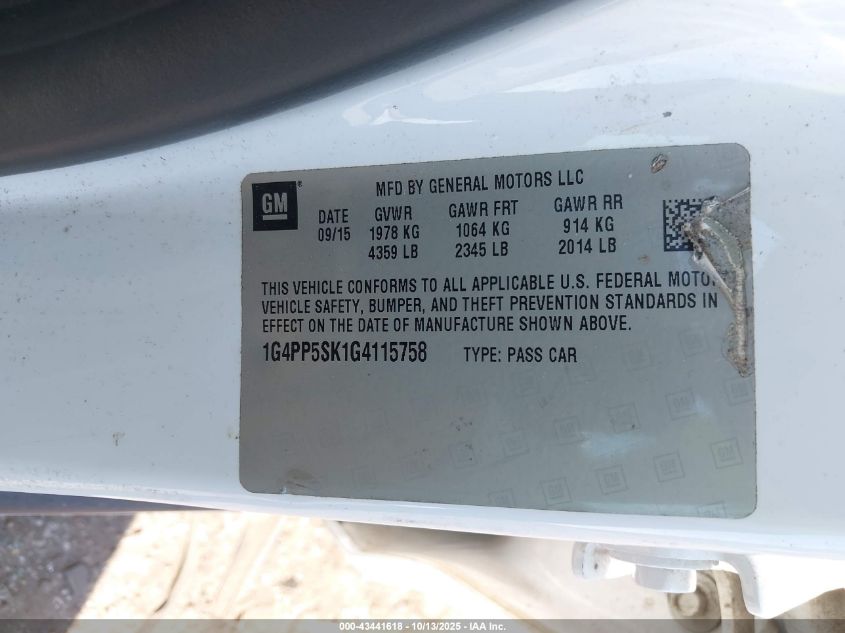 GM
MFD BY GENERAL MOTORS LLC
DATE GVWR GAWR FRT GAWR RR
09/15 1978 KG 1064 KG 914 KG
4359 LB 2345 LB 2014 LB
THIS VEHICLE CONFORMS TO ALL APPLICABLE U.S. FEDERAL MOTOR
VEHICLE SAFETY, BUMPER, AND THEFT PREVENTION STANDARDS IN
EFFECT ON THE DATE OF MANUFACTURE SHOWN ABOVE.
1G4PP5SK1G4115758 TYPE: PASS CAR
000-43441618 - 10/13/2025 - IAA Inc.